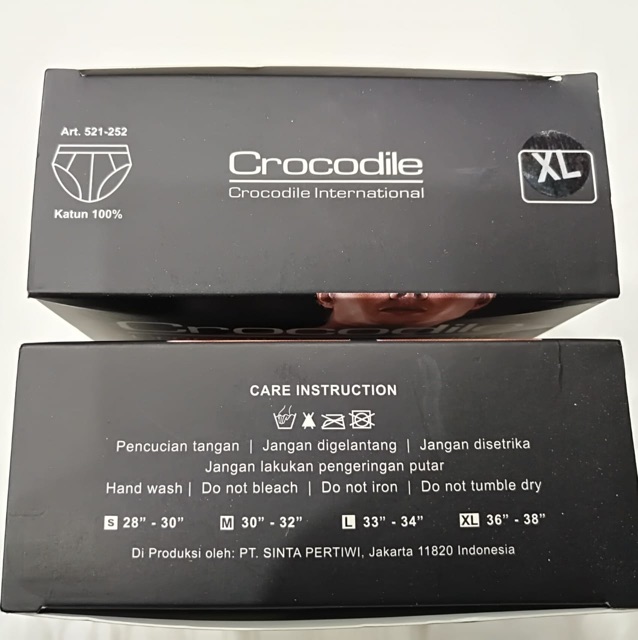 Art. 521-252
Katun 100%
Crocodile
Crocodile International
XL
Crocodile
CARE INSTRUCTION
Pencucian tangan | Jangan digelantang | Jangan disetrika
Jangan lakukan pengeringan putar
Hand wash | Do not bleach | Do not iron | Do not tumble dry
S 28” - 30” M 30” - 32” L 33” - 34” XL 36” - 38”
Di Produksi oleh: PT. SINTA PERTIWI, Jakarta 11820 Indonesia